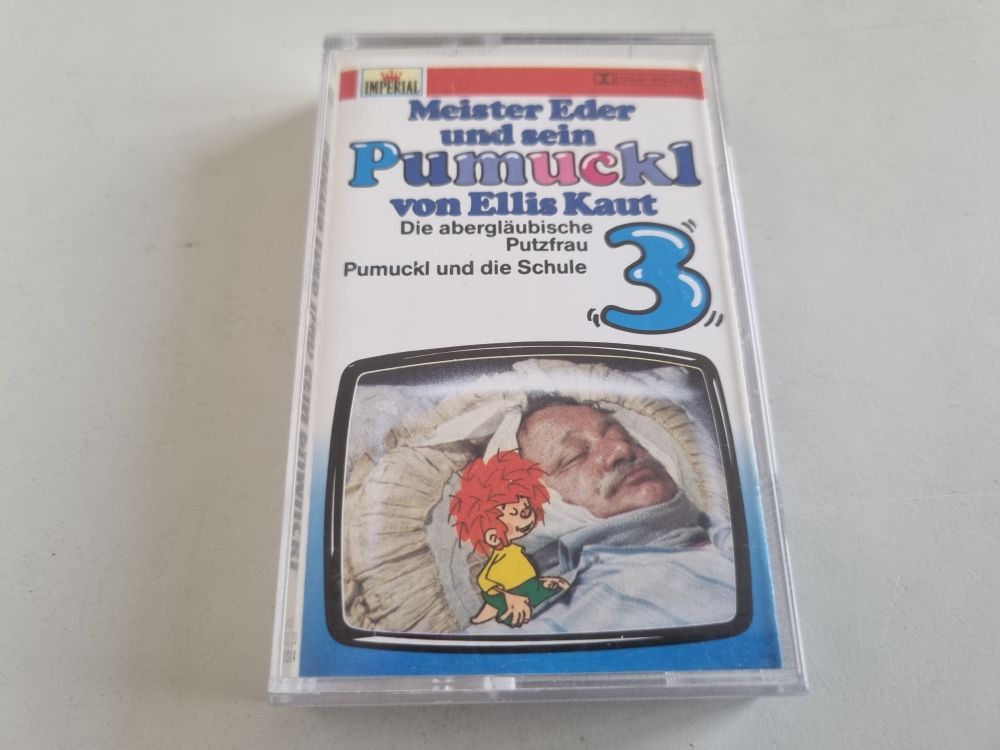 IMPERIAL
Meister Eder
und sein
Pumuckl
von Ellis Kaut
Die abergläubische
Putzfrau
Pumuckl und die Schule
3